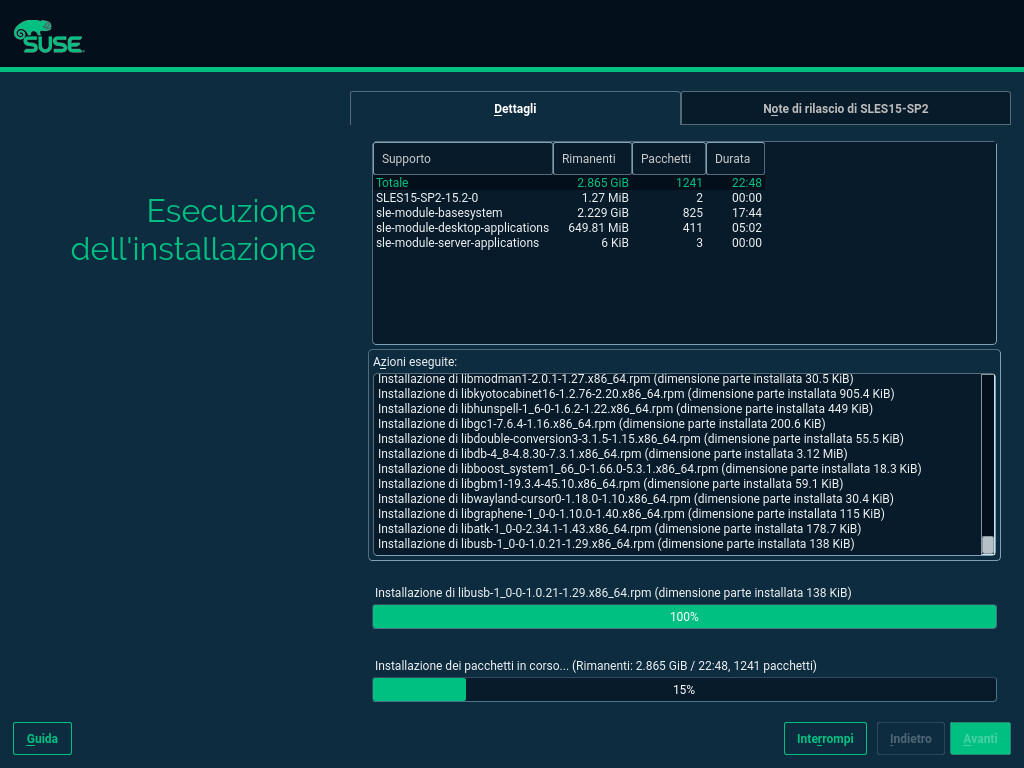 SUSE
Dettagli
Note di rilascio di SLES15-SP2
Esecuzione
dell'installazione
Supporto Rimanenti Pacchetti Durata
Totale 2.865 GiB 1241 22:48
SLES15-SP2-15.2-0 1.27 MiB 2 00:00
sle-module-basesystem 2.229 GiB 825 17:44
sle-module-desktop-applications 649.81 MiB 411 05:02
sle-module-server-applications 6 KiB 3 00:00
Azioni eseguite:
Installazione di libmodman1-2.0.1-1.27.x86_64.rpm (dimensione parte installata 30.5 KiB)
Installazione di libkyotocabinet16-1.2.76-2.20.x86_64.rpm (dimensione parte installata 905.4 KiB)
Installazione di libhunspell-1_6-0-1.6.2-1.22.x86_64.rpm (dimensione parte installata 449 KiB)
Installazione di libgc1-7.6.4-1.16.x86_64.rpm (dimensione parte installata 200.6 KiB)
Installazione di libdouble-conversion3-3.1.5-1.15.x86_64.rpm (dimensione parte installata 55.5 KiB)
Installazione di libdb-4_8-4.8.30-7.3.1.x86_64.rpm (dimensione parte installata 3.12 MiB)
Installazione di libboost_system1_66_0-1.66.0-5.3.1.x86_64.rpm (dimensione parte installata 18.3 KiB)
Installazione di libgbm1-19.3.4-45.10.x86_64.rpm (dimensione parte installata 59.1 KiB)
Installazione di libwayland-cursor0-1.18.0-1.10.x86_64.rpm (dimensione parte installata 30.4 KiB)
Installazione di libgraphene-1_0-0-1.10.0-1.40.x86_64.rpm (dimensione parte installata 115 KiB)
Installazione di libatk-1_0-0-2.34.1-1.43.x86_64.rpm (dimensione parte installata 178.7 KiB)
Installazione di libusb-1_0-0-1.0.21-1.29.x86_64.rpm (dimensione parte installata 138 KiB)
Installazione di libusb-1_0-0-1.0.21-1.29.x86_64.rpm (dimensione parte installata 138 KiB)
100%
Installazione dei pacchetti in corso... (Rimanenti: 2.865 GiB / 22:48, 1241 pacchetti)
15%
Guida Interrompi Indietro Avanti